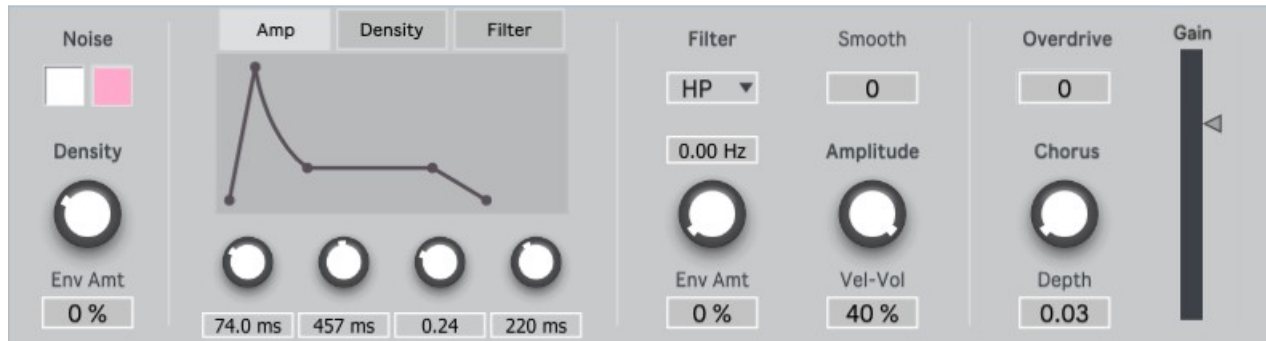 Noise
Density
Env Amt
0 %
Amp Density Filter
74.0 ms 457 ms 0.24 220 ms
Filter
HP
0.00 Hz
Env Amt
0 %
Smooth
0
Amplitude
Vel-Vol
40 %
Overdrive
0
Chorus
Depth
0.03
Gain